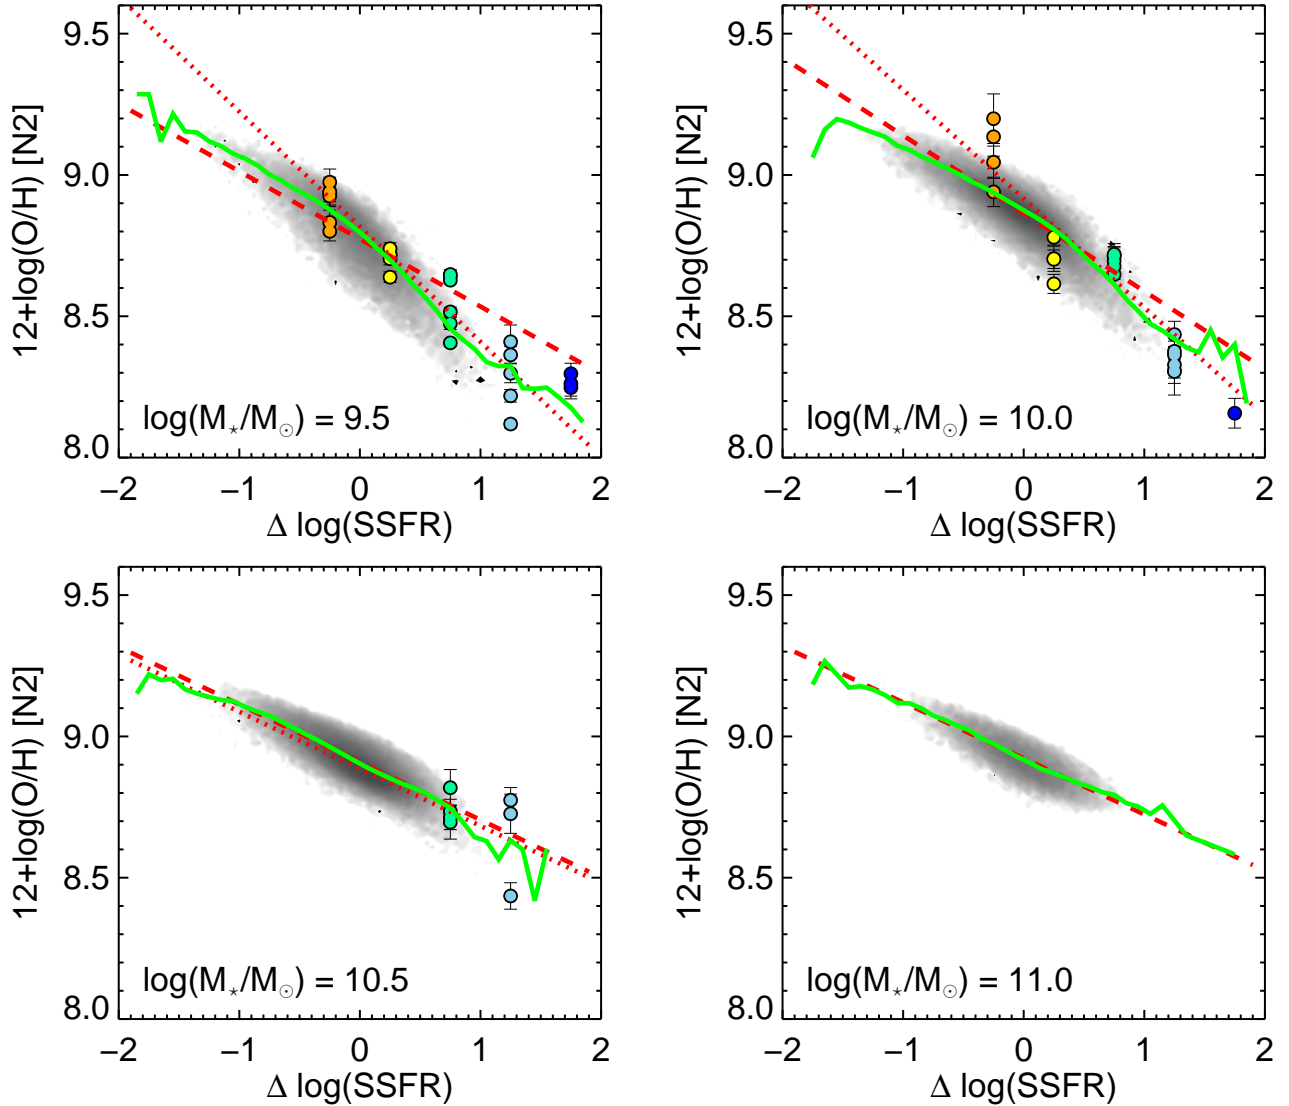 9.5
9.0
8.5
8.0
12+log(O/H) [N2]
log(M⋆/M⊙) = 9.5
−2 −1 0 1 2
Δ log(SSFR)
9.5
9.0
8.5
8.0
12+log(O/H) [N2]
log(M⋆/M⊙) = 10.0
−2 −1 0 1 2
Δ log(SSFR)
9.5
9.0
8.5
8.0
12+log(O/H) [N2]
log(M⋆/M⊙) = 10.5
−2 −1 0 1 2
Δ log(SSFR)
9.5
9.0
8.5
8.0
12+log(O/H) [N2]
log(M⋆/M⊙) = 11.0
−2 −1 0 1 2
Δ log(SSFR)